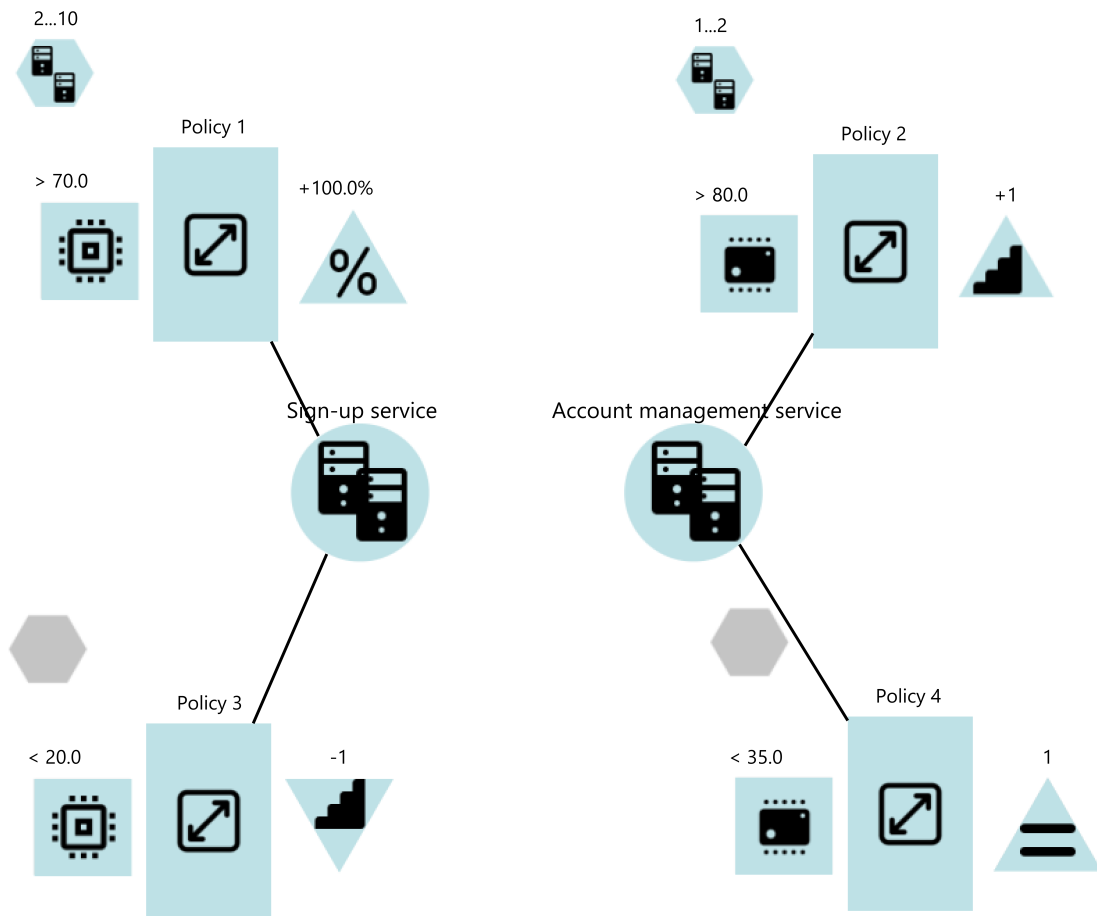 2...10
1...2
Policy 1
Policy 2
> 70.0
+100.0%
> 80.0
+1
%
Sign-up service
Account management service
Policy 3
Policy 4
< 20.0
-1
< 35.0
1